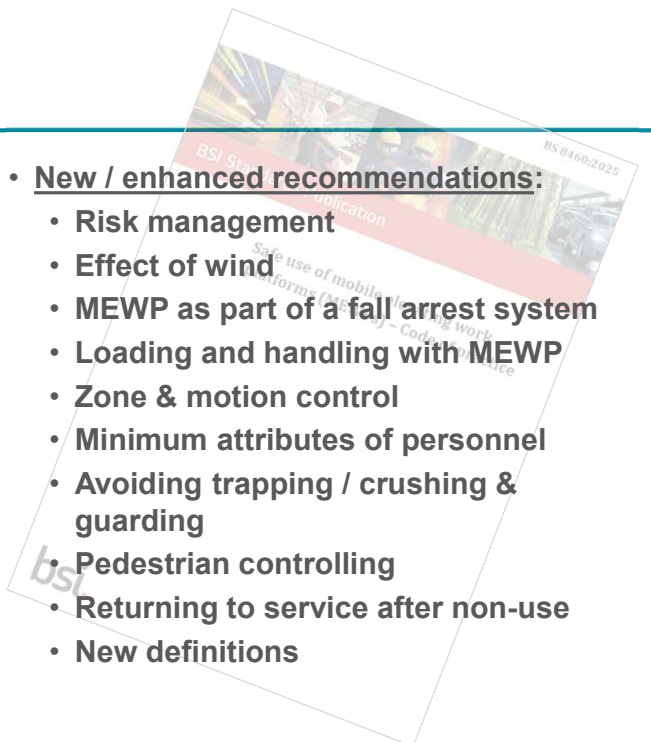 BS 8460:2025
BSI Standards Publication
• New / enhanced recommendations:
• Risk management
• Effect of wind
Safe use of mobile elevating work
platforms (MEWPs) – Code of practice
• MEWP as part of a fall arrest system
• Loading and handling with MEWP
• Zone & motion control
• Minimum attributes of personnel
• Avoiding trapping / crushing &
guarding
• Pedestrian controlling
bsi.
• Returning to service after non-use
• New definitions